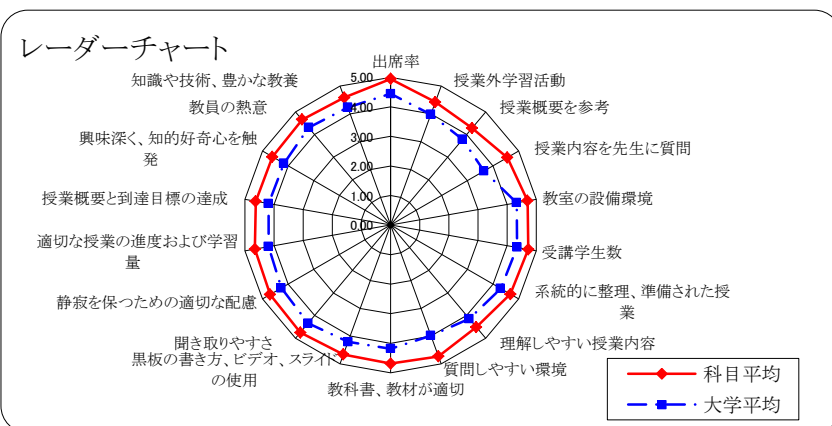 レーダーチャート
出席率
授業外学習活動
授業概要を参考
授業内容を先生に質問
教室の設備環境
受講学生数
系統的に整理、準備された授
業
理解しやすい授業内容
質問しやすい環境
教科書、教材が適切
黒板の書き方、ビデオ、スライド
の使用
聞き取りやすさ
静寂を保つための適切な配慮
適切な授業の進度および学習
量
授業概要と到達目標の達成
興味深く、知的好奇心を触
発
教員の熱意
知識や技術、豊かな教養
5.00
4.00
3.00
2.00
1.00
0.00
科目平均
大学平均